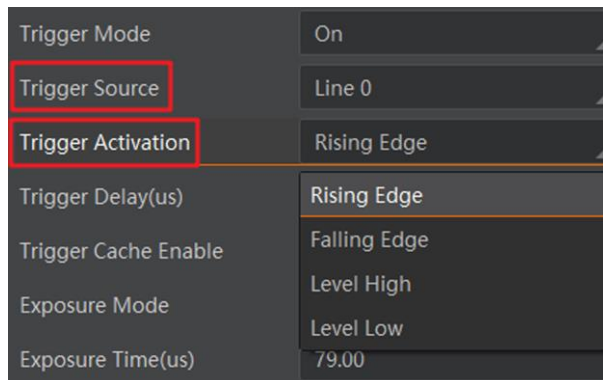 Trigger Mode On
Trigger Source Line 0
Trigger Activation Rising Edge
Trigger Delay(us) Rising Edge
Trigger Cache Enable Falling Edge
Level High
Exposure Mode
Level Low
Exposure Time(us) 79.00